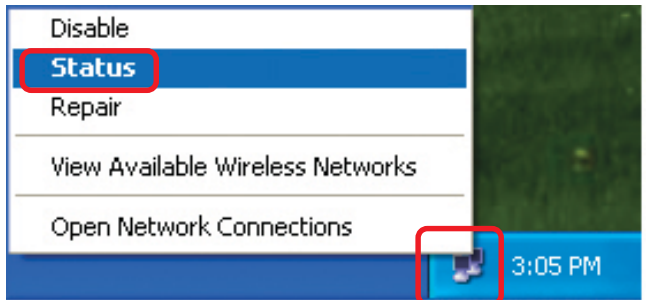 Disable
Status
Repair
View Available Wireless Networks
Open Network Connections
3:05 PM